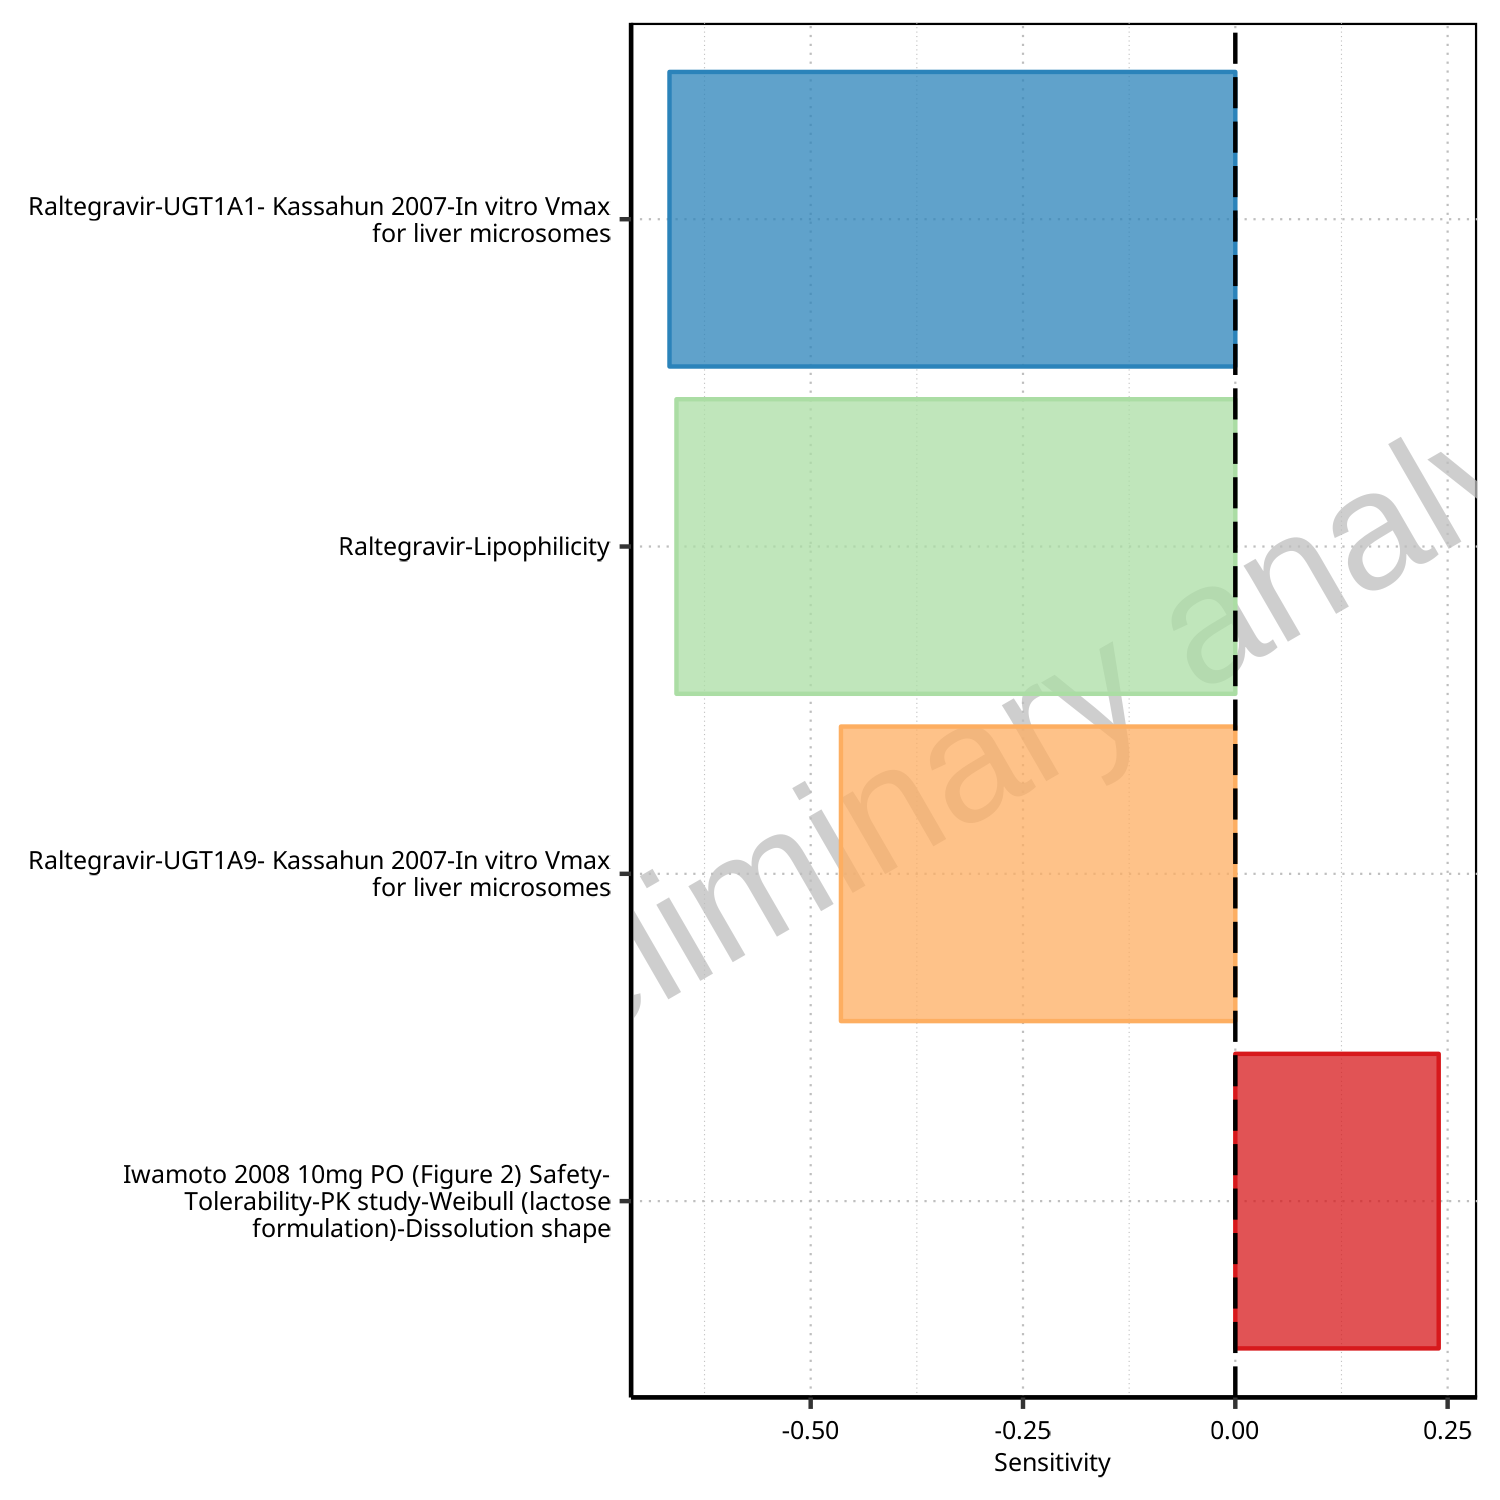 Raltegravir-UGT1A1- Kassahun 2007-In vitro Vmax
for liver microsomes
Raltegravir-Lipophilicity
Raltegravir-UGT1A9- Kassahun 2007-In vitro Vmax
for liver microsomes
Iwamoto 2008 10mg PO (Figure 2) Safety-
Tolerability-PK study-Weibull (lactose
formulation)-Dissolution shape
eliminary analy
-0.50 -0.25 0.00 0.25
Sensitivity